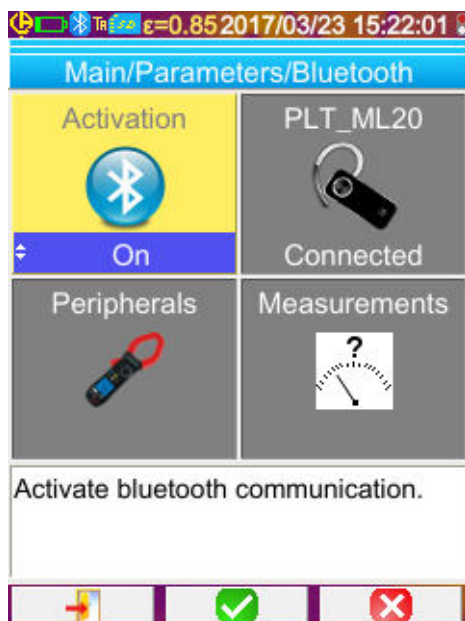 TR ε=0.85 2017/03/23 15:22:01
Main/Parameters/Bluetooth
Activation
PLT_ML20
On
Connected
Peripherals
Measurements
?
Activate bluetooth communication.